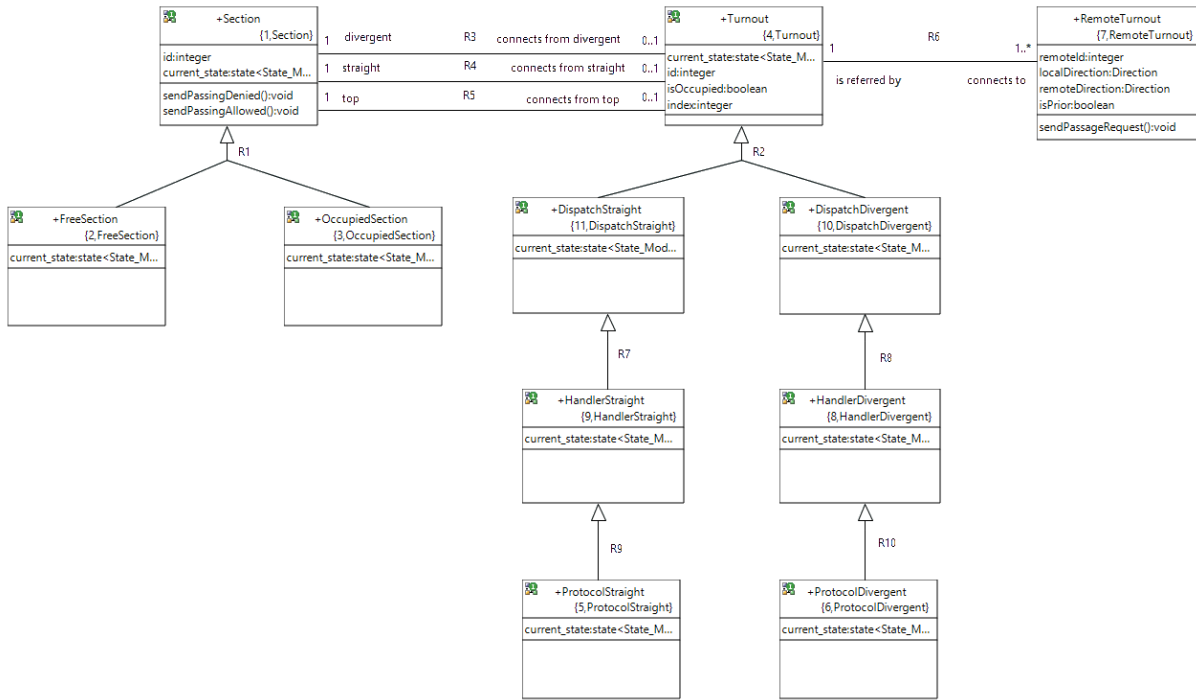 +Section
{1,Section}
id:integer
current_state:state<State_M...
sendPassingDenied():void
sendPassingAllowed():void
1 divergent R3 connects from divergent 0..1
1 straight R4 connects from straight 0..1
1 top R5 connects from top 0..1
+Turnout
{4,Turnout}
current_state:state<State_M...
id:integer
isOccupied:boolean
index:integer
1 R6 1..*
is referred by connects to
+RemoteTurnout
{7,RemoteTurnout}
remoteId:integer
localDirection:Direction
remoteDirection:Direction
isPrior:boolean
sendPassageRequest():void
R1
R2
+FreeSection
{2,FreeSection}
current_state:state<State_M...
+OccupiedSection
{3,OccupiedSection}
current_state:state<State_M...
+DispatchStraight
{11,DispatchStraight}
current_state:state<State_Mod...
+DispatchDivergent
{10,DispatchDivergent}
current_state:state<State_M...
R7
R8
+HandlerStraight
{9,HandlerStraight}
current_state:state<State_M...
+HandlerDivergent
{8,HandlerDivergent}
current_state:state<State_M...
R9
R10
+ProtocolStraight
{5,ProtocolStraight}
current_state:state<State_M...
+ProtocolDivergent
{6,ProtocolDivergent}
current_state:state<State_M...